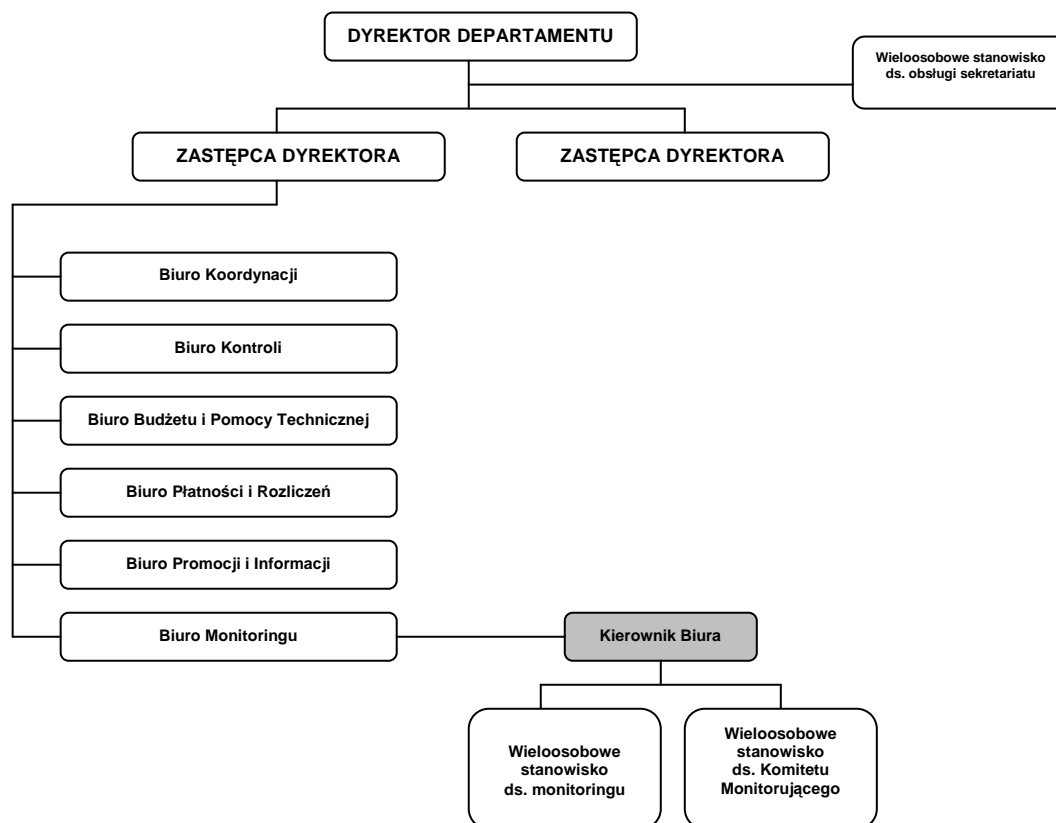 DYREKTOR DEPARTAMENTU
Wieloosobowe stanowisko
ds. obsługi sekretariatu
ZASTĘPCA DYREKTORA
ZASTĘPCA DYREKTORA
Biuro Koordynacji
Biuro Kontroli
Biuro Budżetu i Pomocy Technicznej
Biuro Płatności i Rozliczeń
Biuro Promocji i Informacji
Biuro Monitoringu
Kierownik Biura
Wieloosobowe
stanowisko
ds. monitoringu
Wieloosobowe
stanowisko
ds. Komitetu
Monitorującego